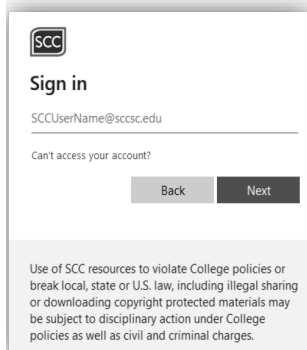 SCC
Sign in
SCCUserName@sccsc.edu
Can't access your account?
Back Next
Use of SCC resources to violate College policies or
break local, state or U.S. law, including illegal sharing
or downloading copyright protected materials may
be subject to disciplinary action under College
policies as well as civil and criminal charges.